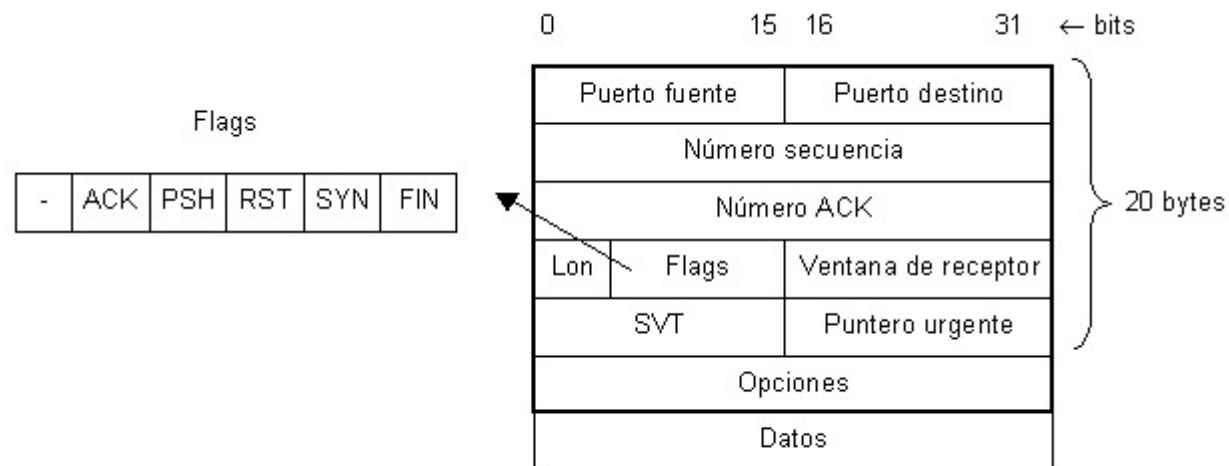 0 15 16 31 ← bits
Puerto fuente Puerto destino
Flags
Número secuencia
- ACK PSH RST SYN FIN
Número ACK
20 bytes
Lon Flags Ventana de receptor
SVT Puntero urgente
Opciones
Datos